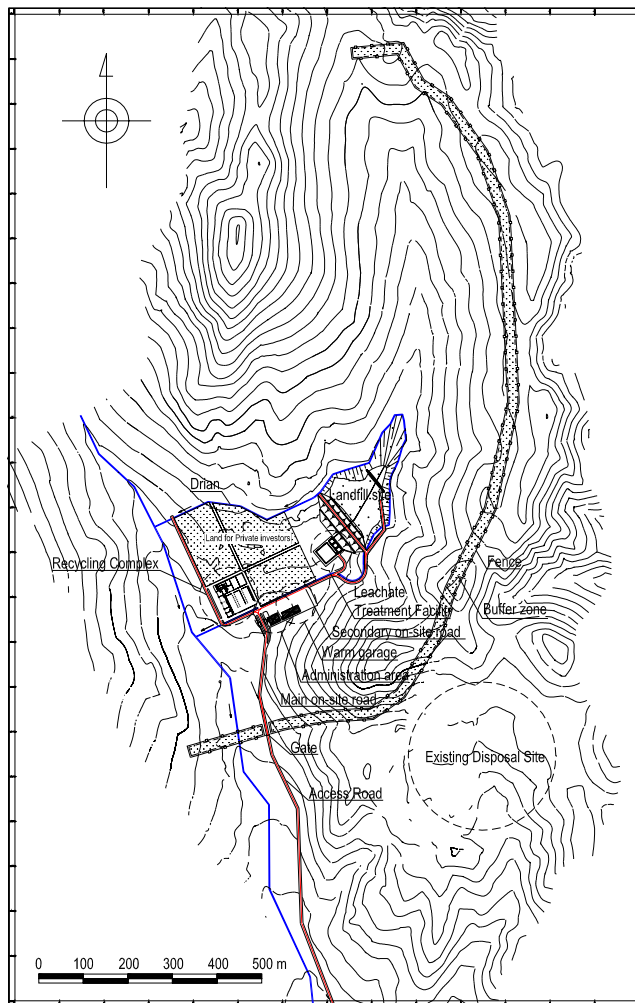 Drian
Landfill site
Land for Private investors
Recycling Complex
Fence
Leachate
Treatment Facility
Buffer zone
Secondary on-site road
Warm garage
Administration area
Main on-site road
Gate
Existing Disposal Site
Access Road
0 100 200 300 400 500 m